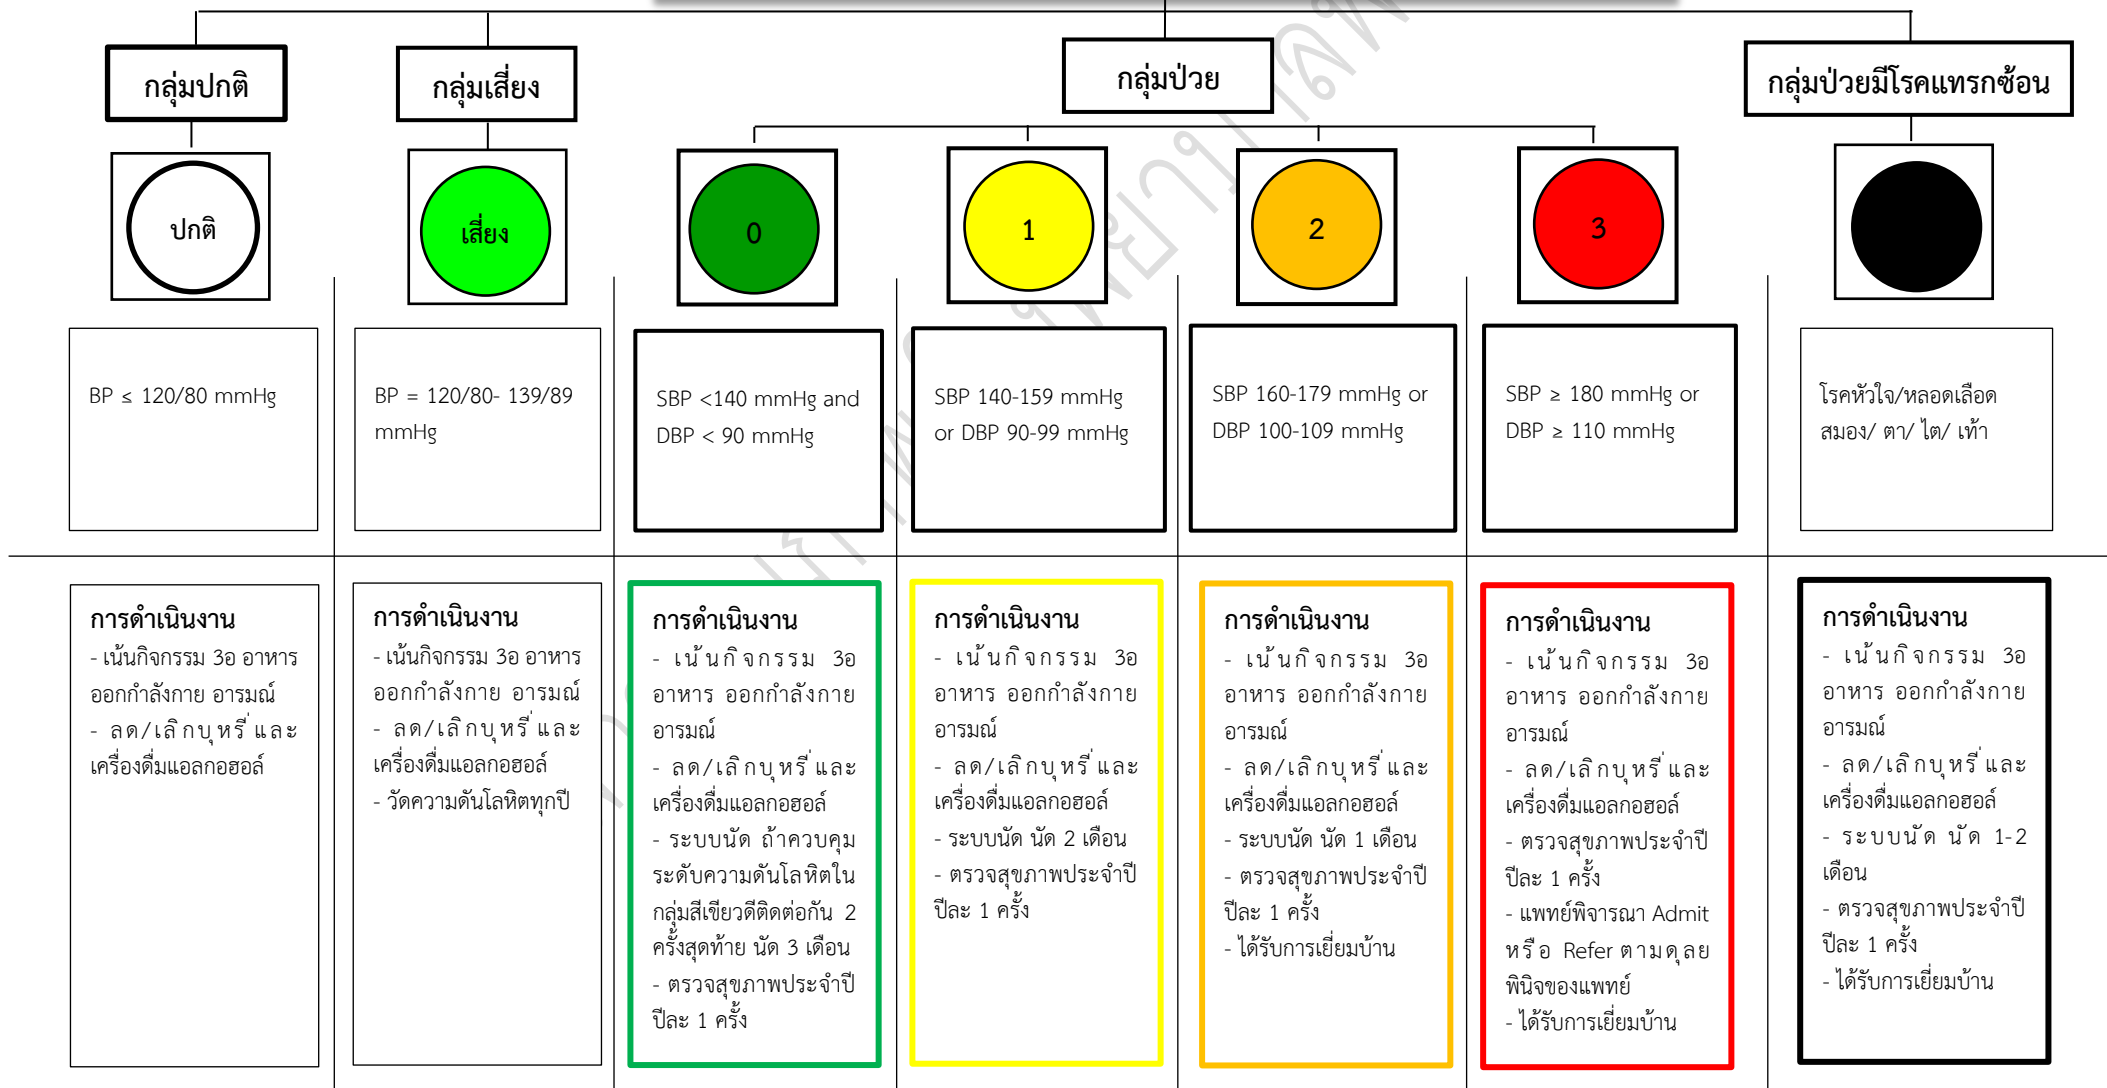 กลุ่มปกติ
กลุ่มเสี่ยง
กลุ่มป่วย
กลุ่มป่วยมีโรคแทรกซ้อน
ปกติ
เสี่ยง
0
1
2
3
BP ≤ 120/80 mmHg
BP = 120/80- 139/89
mmHg
SBP <140 mmHg and
DBP < 90 mmHg
SBP 140-159 mmHg
or DBP 90-99 mmHg
SBP 160-179 mmHg or
DBP 100-109 mmHg
SBP ≥ 180 mmHg or
DBP ≥ 110 mmHg
โรคหัวใจ/หลอดเลือด
สมอง/ ตา/ ไต/ เท้า
การดำเนินงาน
- เน้นกิจกรรม 3อ อาหาร
ออกกำลังกาย อารมณ์
- ลด/เลิกบุหรี่และ
เครื่องดื่มแอลกอฮอล์
การดำเนินงาน
- เน้นกิจกรรม 3อ อาหาร
ออกกำลังกาย อารมณ์
- ลด/เลิกบุหรี่และ
เครื่องดื่มแอลกอฮอล์
- วัดความดันโลหิตทุกปี
การดำเนินงาน
- เน้นกิจกรรม 3อ
อาหาร ออกกำลังกาย
อารมณ์
- ลด/เลิกบุหรี่และ
เครื่องดื่มแอลกอฮอล์
- ระบบนัด ถ้าควบคุม
ระดับความดันโลหิตใน
กลุ่มสีเขียวดีติดต่อกัน 2
ครั้งสุดท้าย นัด 3 เดือน
- ตรวจสุขภาพประจำปี
ปีละ 1 ครั้ง
การดำเนินงาน
- เน้นกิจกรรม 3อ
อาหาร ออกกำลังกาย
อารมณ์
- ลด/เลิกบุหรี่และ
เครื่องดื่มแอลกอฮอล์
- ระบบนัด นัด 2 เดือน
- ตรวจสุขภาพประจำปี
ปีละ 1 ครั้ง
การดำเนินงาน
- เน้นกิจกรรม 3อ
อาหาร ออกกำลังกาย
อารมณ์
- ลด/เลิกบุหรี่และ
เครื่องดื่มแอลกอฮอล์
- ระบบนัด นัด 1 เดือน
- ตรวจสุขภาพประจำปี
ปีละ 1 ครั้ง
- ได้รับการเยี่ยมบ้าน
การดำเนินงาน
- เน้นกิจกรรม 3อ
อาหาร ออกกำลังกาย
อารมณ์
- ลด/เลิกบุหรี่และ
เครื่องดื่มแอลกอฮอล์
- ตรวจสุขภาพประจำปี
ปีละ 1 ครั้ง
- แพทย์พิจารณา Admit
หรือ Refer ตามดุลย
พินิจของแพทย์
- ได้รับการเยี่ยมบ้าน
การดำเนินงาน
- เน้นกิจกรรม 3อ
อาหาร ออกกำลังกาย
อารมณ์
- ลด/เลิกบุหรี่และ
เครื่องดื่มแอลกอฮอล์
- ระบบนัด นัด 1-2
เดือน
- ตรวจสุขภาพประจำปี
ปีละ 1 ครั้ง
- ได้รับการเยี่ยมบ้าน